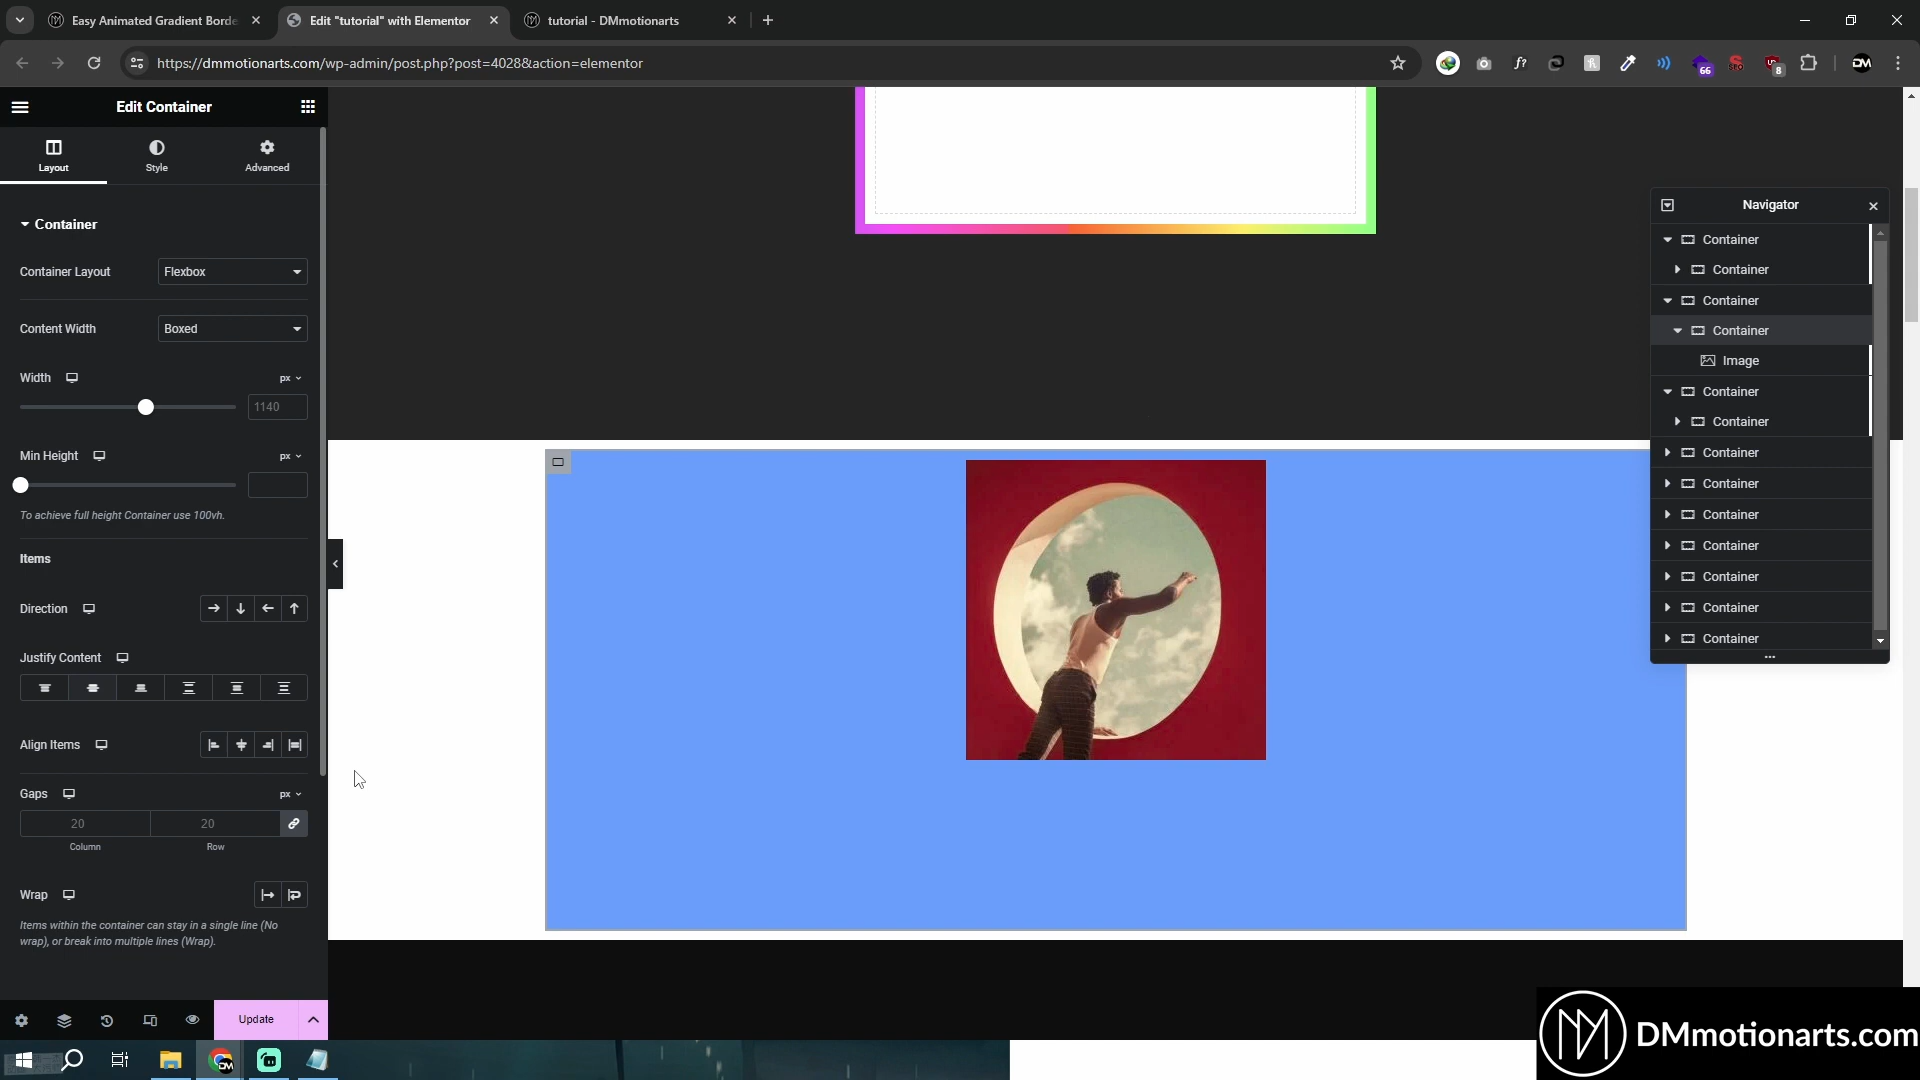 Easy Animated Gradient Borde
Edit "tutorial" with Elementor
tutorial - DMmotionarts
https://dmmotionarts.com/wp-admin/post.php?post=4028&action=elementor
f?
66
8
DM
Edit Container
Layout
Style
Advanced
Container
Container Layout
Flexbox
Content Width
Boxed
Width
px
1140
Min Height
px
To achieve full height Container use 100vh.
Items
Direction
Justify Content
Align Items
Gaps
px
20
20
Column
Row
Wrap
Items within the container can stay in a single line (No
wrap), or break into multiple lines (Wrap).
Update
Navigator
Container
Container
Container
Container
Image
Container
Container
Container
Container
Container
Container
Container
Container
Container
DMmotionarts.com